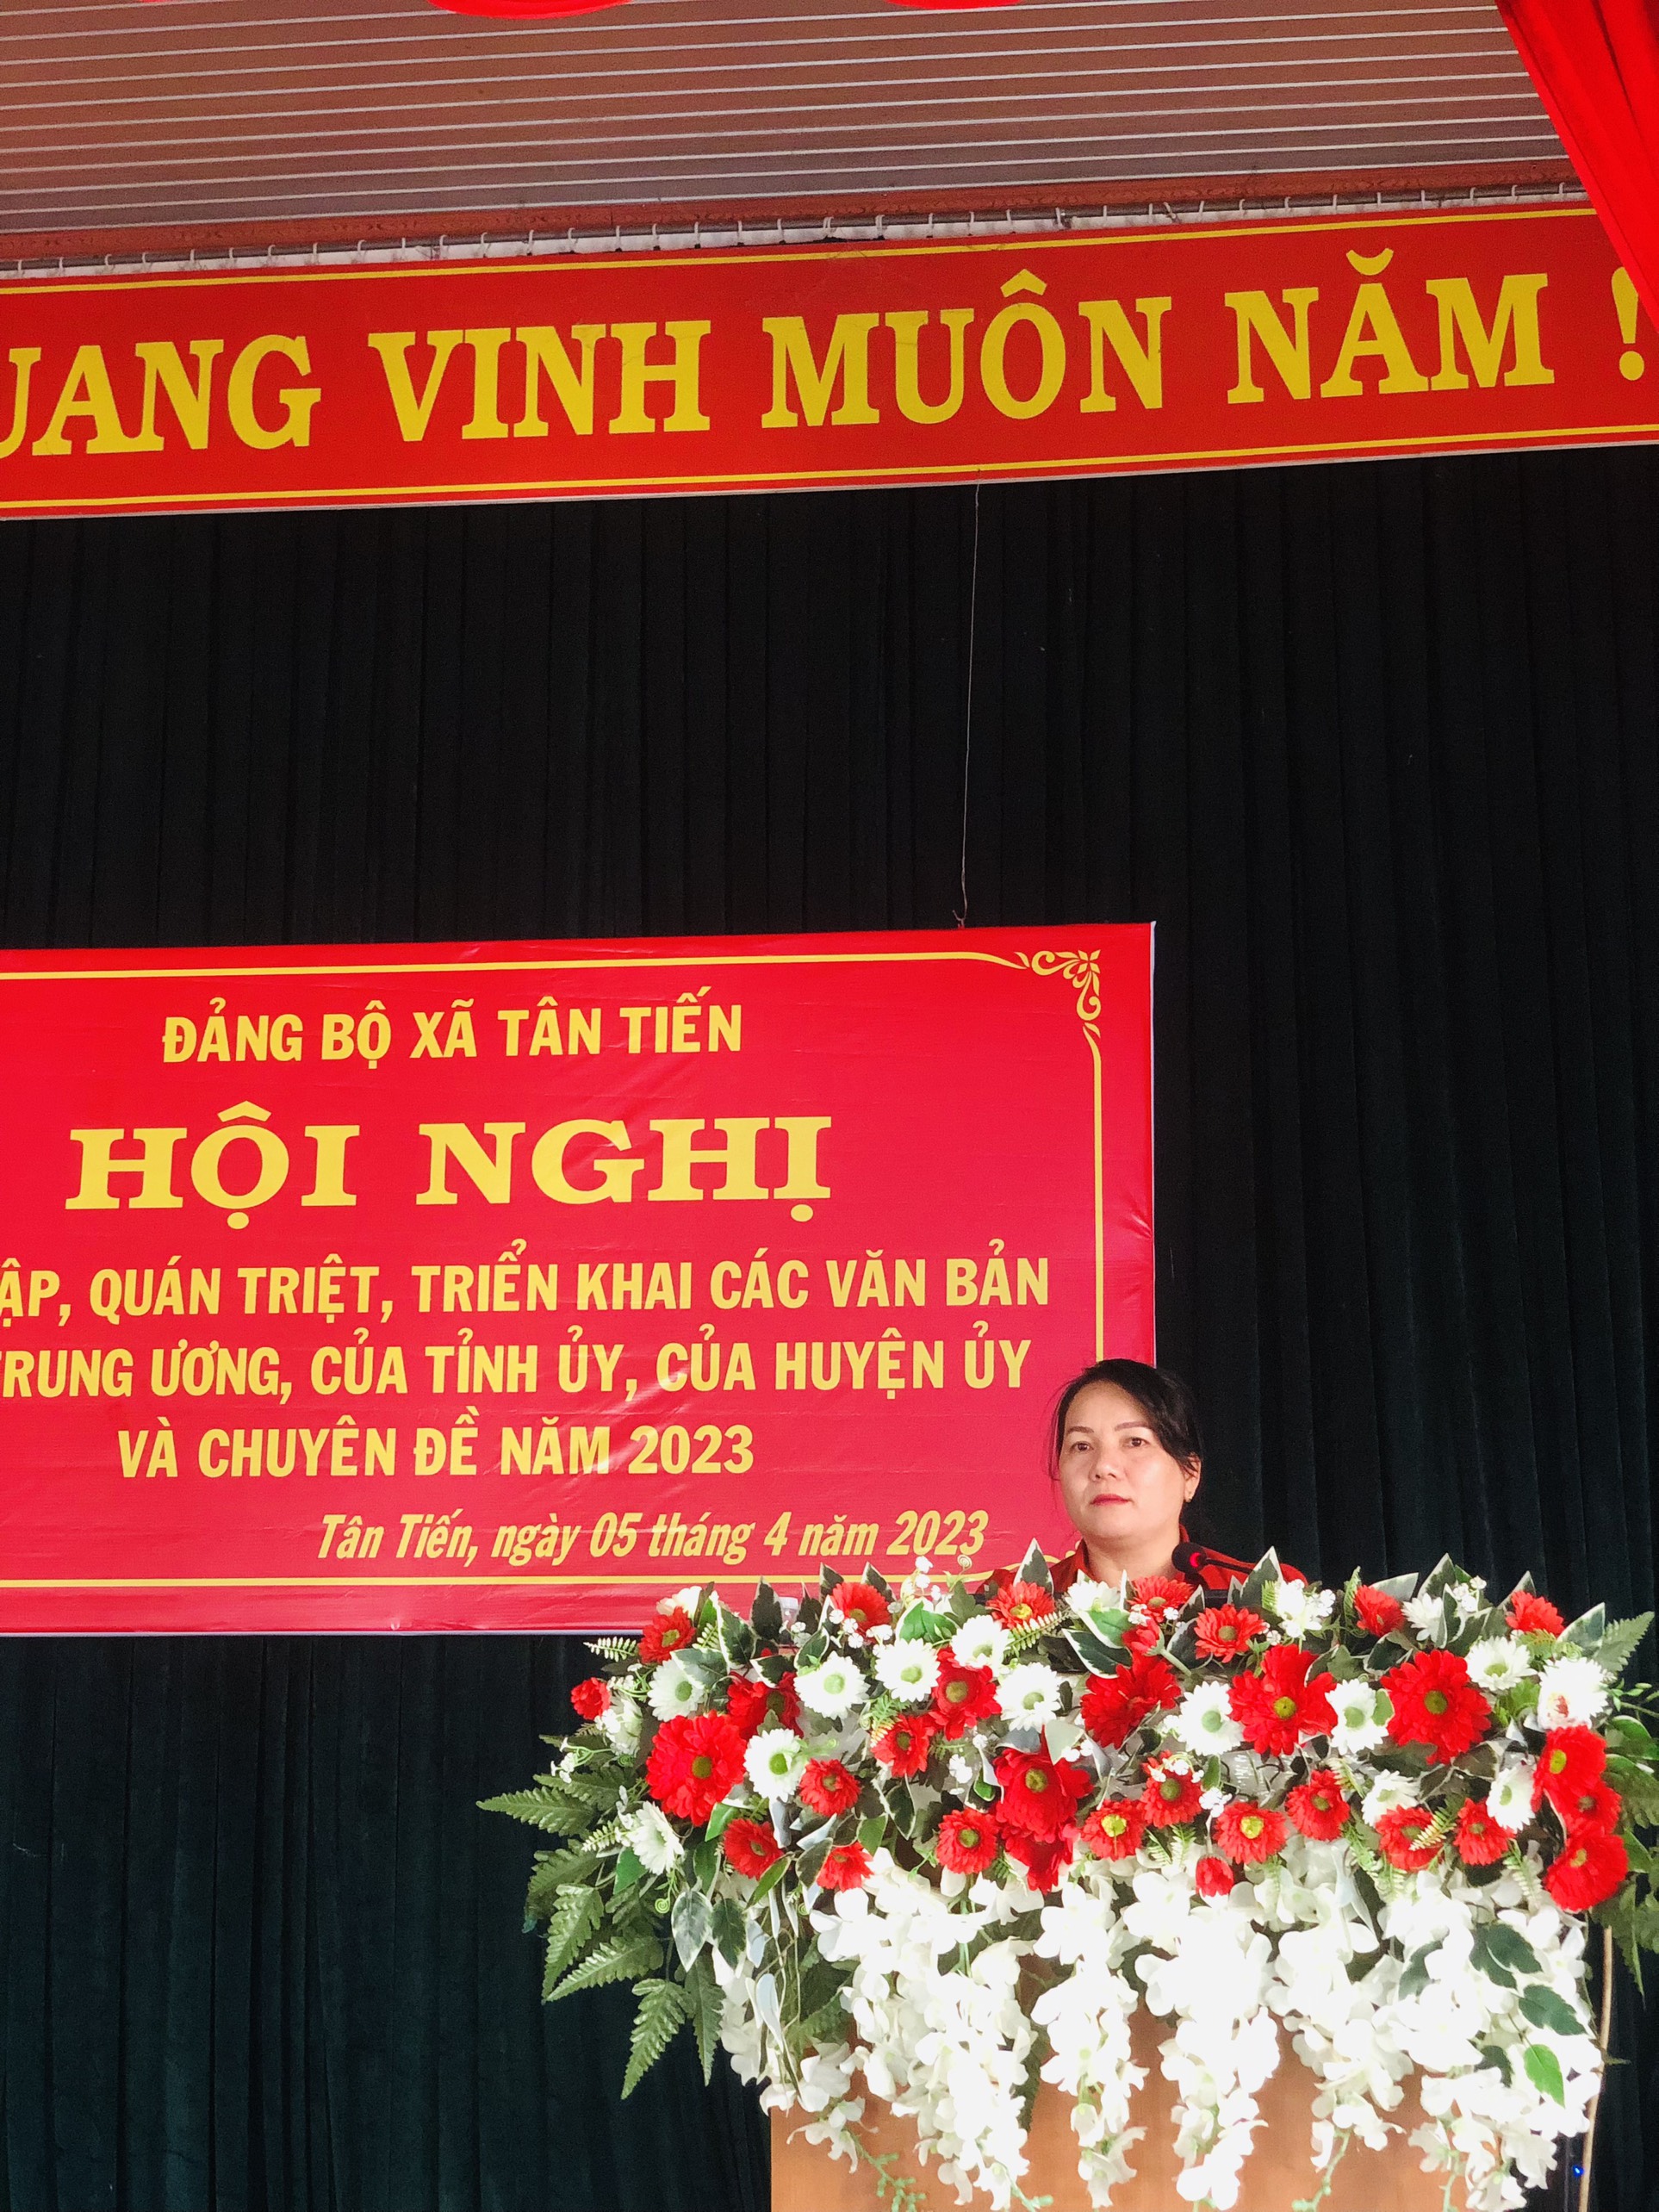 UANG VINH MUÔN NĂM !
ĐẢNG BỘ XÃ TÂN TIẾN
HỘI NGHỊ
ẬP, QUÁN TRIỆT, TRIỂN KHAI CÁC VĂN BẢN
TRUNG ƯƠNG, CỦA TỈNH ỦY, CỦA HUYỆN ỦY
VÀ CHUYÊN ĐỀ NĂM 2023
Tân Tiến, ngày 05 tháng 4 năm 2023